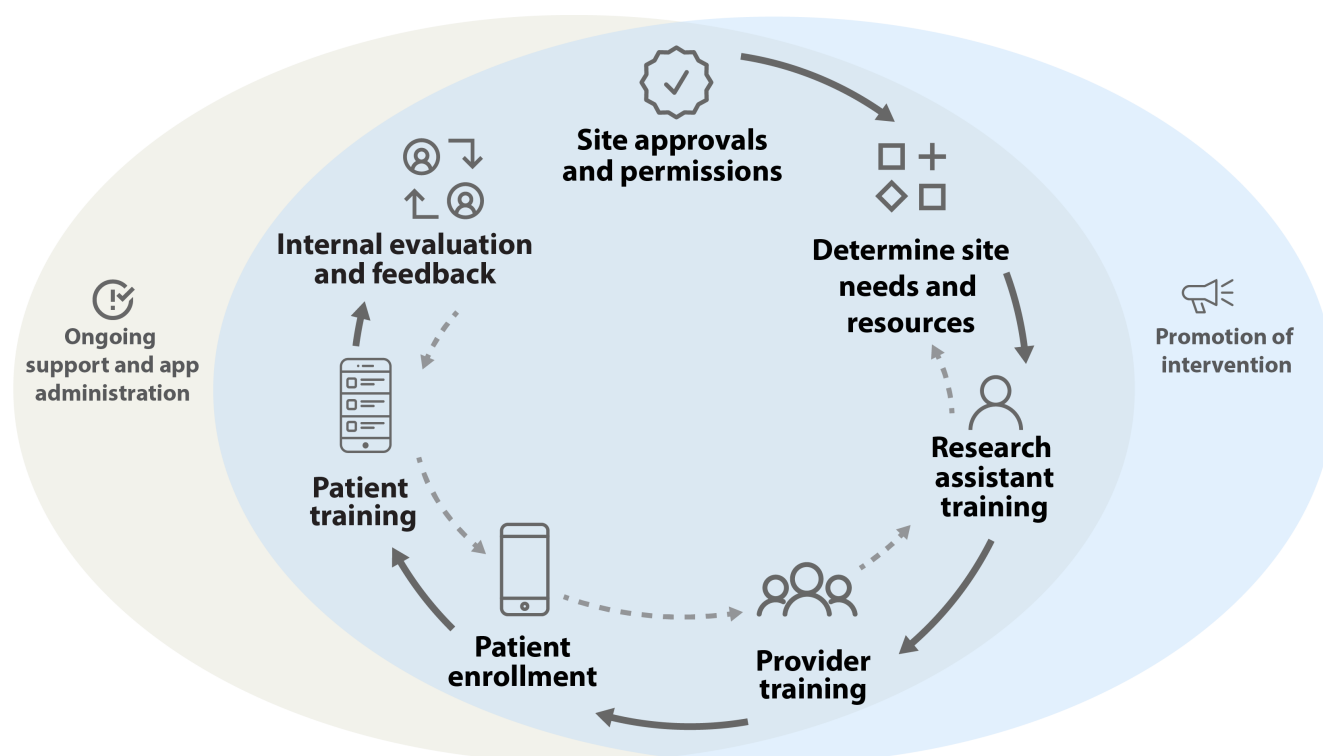 Site approvals
and permissions
Determine site
needs and
resources
Research
assistant
training
Provider
training
Patient
enrollment
Patient
training
Internal evaluation
and feedback
Ongoing
support and app
administration
Promotion of
intervention